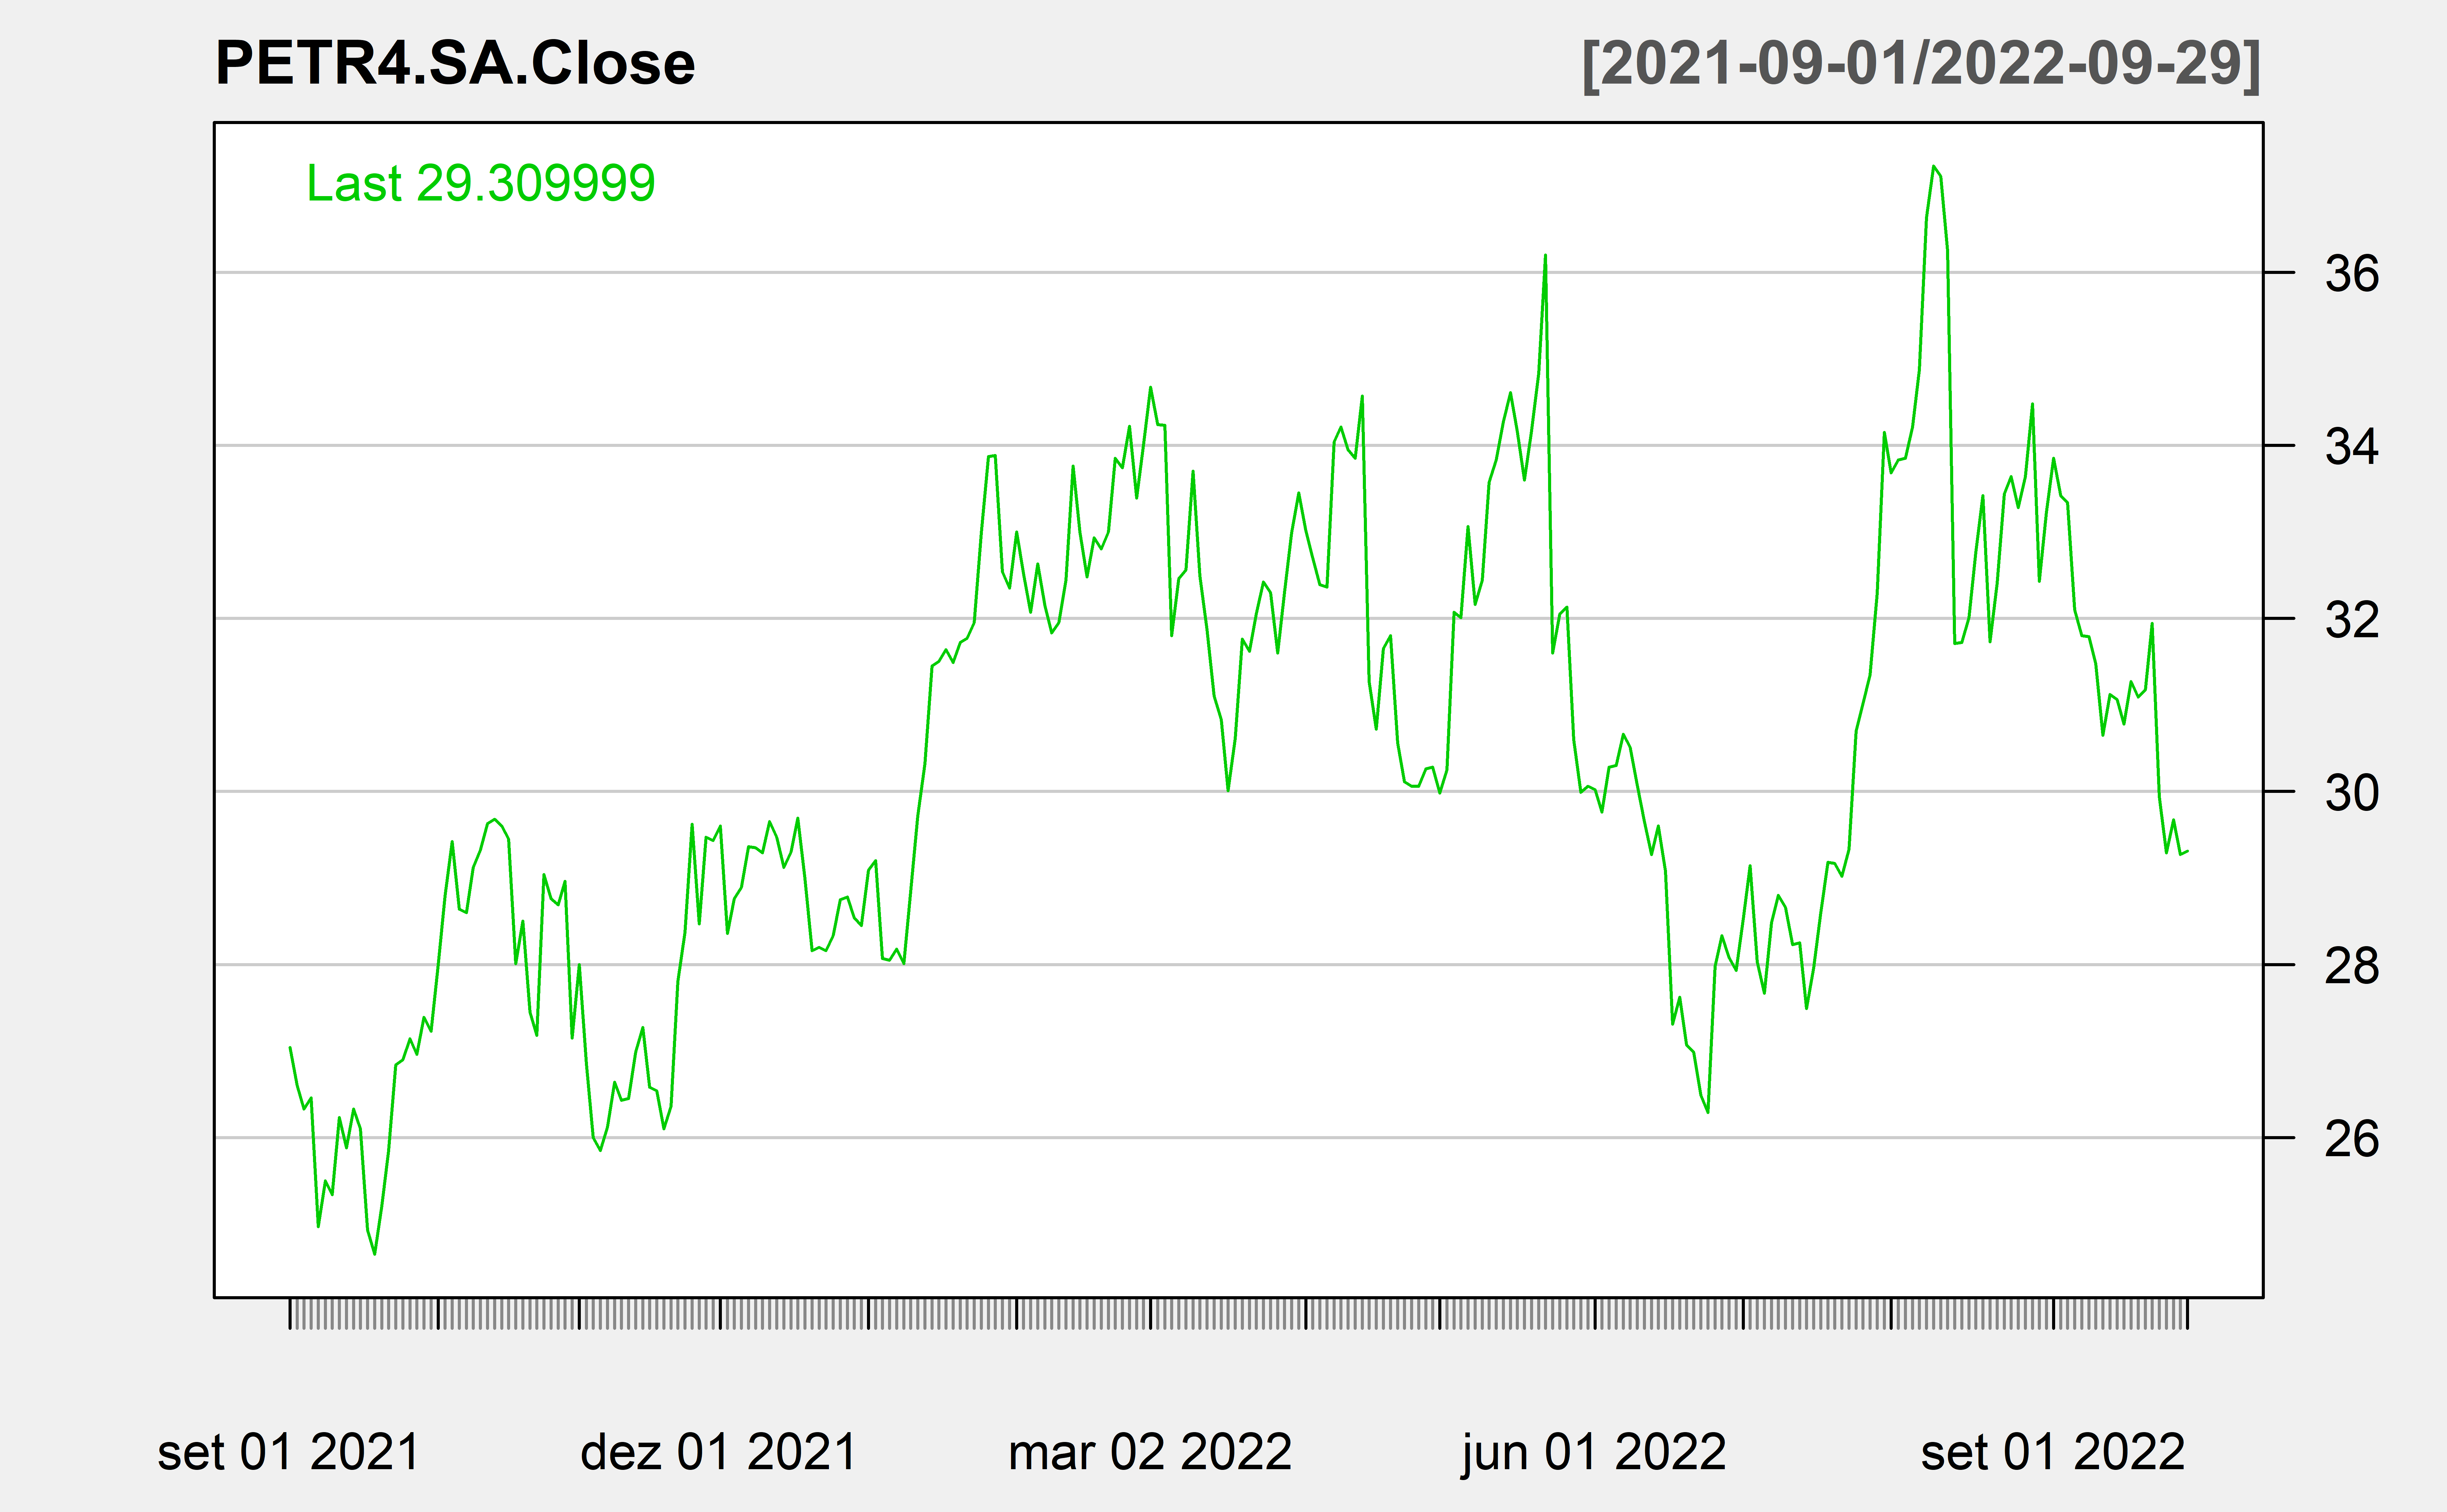 PETR4.SA.Close
[2021-09-01/2022-09-29]
Last 29.309999
36
34
32
30
28
26
set 01 2021
dez 01 2021
mar 02 2022
jun 01 2022
set 01 2022